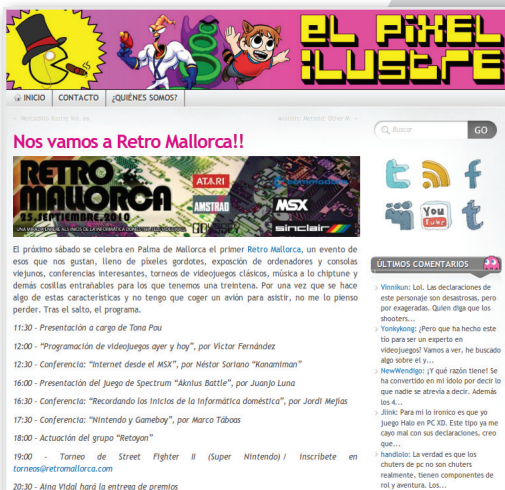 EL PIXEL
ILUSTRE
INICIO CONTACTO ¿QUIÉNES SOMOS?
Nos vamos a Retro Mallorca!!
Buscar GO
RETRO
MALLORCA
25.SEPTIEMBRE.2010
ATARI
commodore
AMSTRAD
MSX
sinclair
El próximo sábado se celebra en Palma de Mallorca el primer Retro Mallorca, un evento de
esos que nos gustan, lleno de píxeles gordotes, exposición de ordenadores y consolas
viejunos, conferencias interesantes, torneos de videojuegos clásicos, música a lo chiptune y
demás cosillas entrañables para los que tenemos una treintena. Por una vez que se hace
algo de estas características y no tengo que coger un avión para asistir, no me lo pienso
perder. Tras el salto, el programa.
11:30 - Presentación a cargo de Tona Pou
12:00 - "Programación de videojuegos ayer y hoy", por Víctor Fernández
12:30 - Conferencia: "Internet desde el MSX", por Néstor Soriano "Konamiman"
16:00 - Presentación del juego de Spectrum "Aknius Battle", por Juanjo Luna
16:30 - Conferencia: "Recordando los inicios de la informática doméstica", por Jordi Mejías
17:30 - Conferencia: "Nintendo y Gameboy", por Marco Táboas
18:00 - Actuación del grupo "Retoyon"
19:00 - Torneo de Street Fighter II (Super Nintendo)/ Inscríbete en
torneos@retromallorca.com
20:30 - Aina Vidal hará la entrega de premios
t
f
You
Tube
t
ÚLTIMOS COMENTARIOS
Vinnikun: Lol. Las declaraciones de
este personaje son desastrosas, pero
por exageradas. Quien diga que los
shooters...
Yonkykong: ¿Pero que ha hecho este
tío para ser un experto en
videojuegos? Vamos a ver, he buscado
algo sobre el y...
NewWendigo: ¡Y qué razón tiene! Se
ha convertido en mi ídolo por decir lo
que nadie se atrevía a decir. Además
los 4...
Jiink: Para mi lo ironico es que yo
juego Halo en PC XD. Este tipo ya me
cayo mal con sus declaraciones, creo
que...
handlolo: La verdad es que los
chuters de pc no son chuters
realmente, tienen componentes de
rol y aventura. Los...